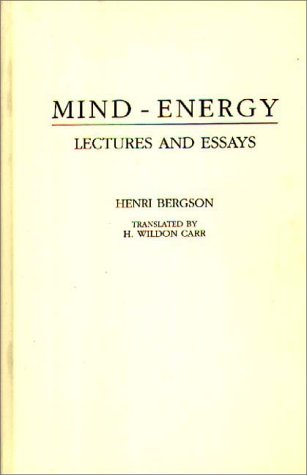 MIND - ENERGY
LECTURES AND ESSAYS
HENRI BERGSON
TRANSLATED BY
H. WILDON CARR